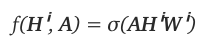 f(Hⁱ, A) = σ(AHⁱWⁱ)